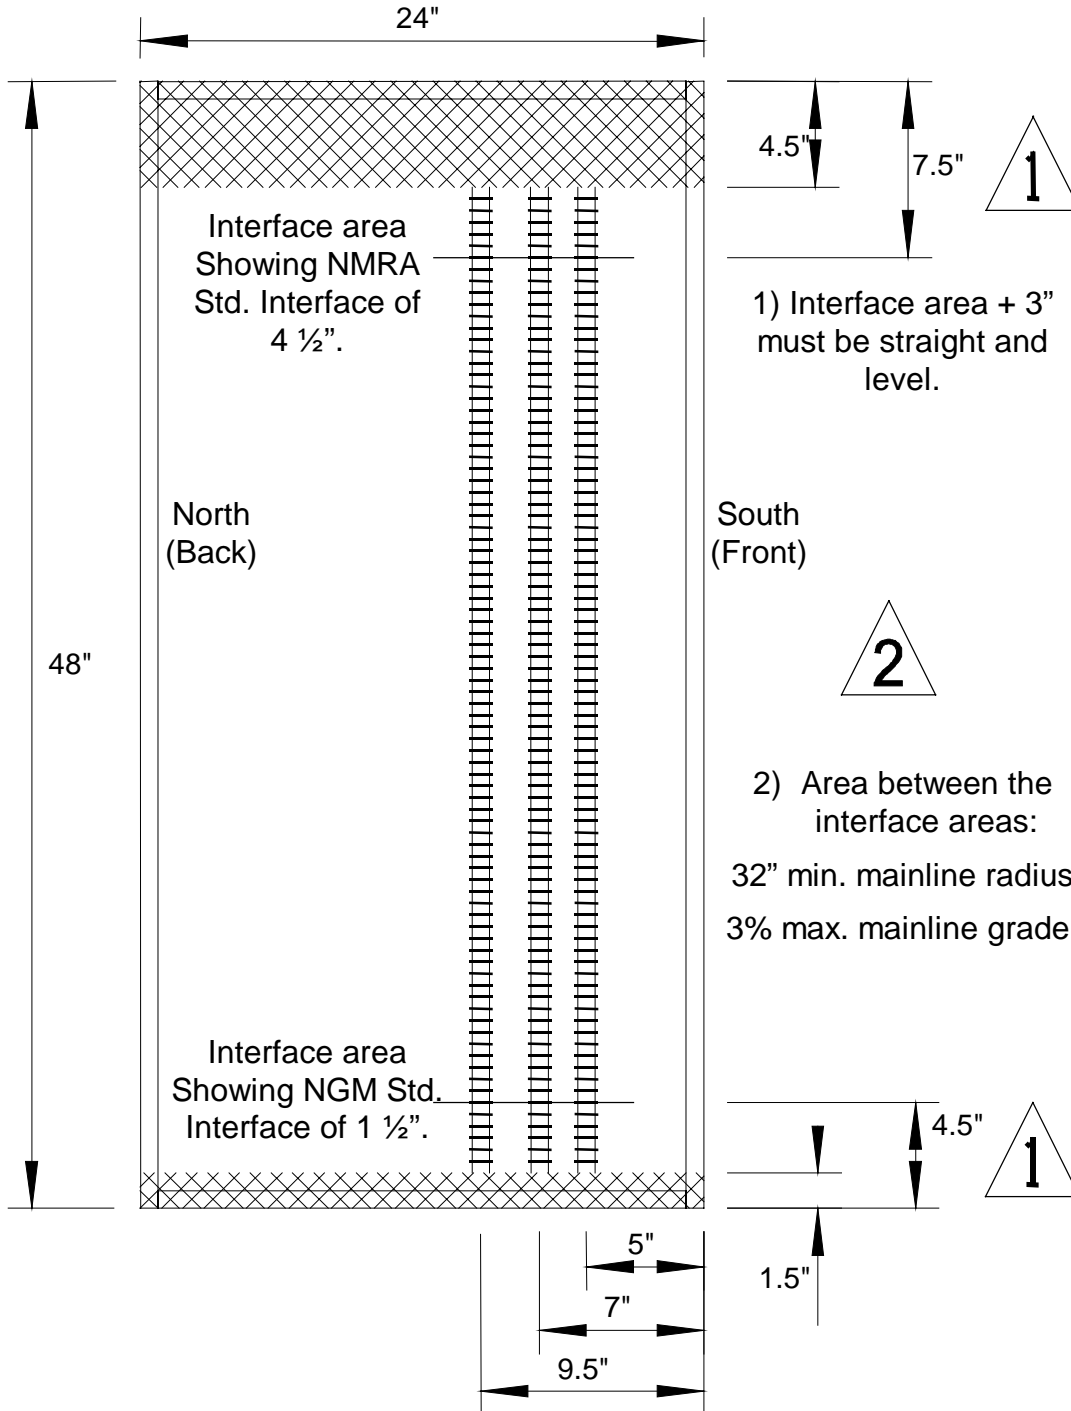 24"
4.5"
7.5"
1
Interface area
Showing NMRA
Std. Interface of
4 ½”.
1) Interface area + 3”
must be straight and
level.
North
(Back)
South
(Front)
48"
2
2) Area between the
interface areas:
32” min. mainline radius
3% max. mainline grade
Interface area
Showing NGM Std.
Interface of 1 ½”.
4.5"
1
1.5"
5"
7"
9.5"